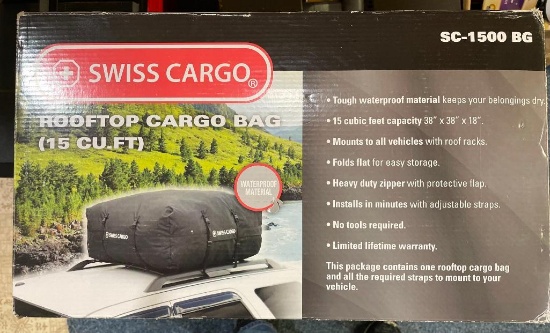 SC-1500 BG
SWISS CARGO®
ROOFTOP CARGO BAG
(15 CU.FT)
WATERPROOF
MATERIAL
SWISS CARGO
• Tough waterproof material keeps your belongings dry.
• 15 cubic feet capacity 38" x 38" x 18".
• Mounts to all vehicles with roof racks.
• Folds flat for easy storage.
• Heavy duty zipper with protective flap.
• Installs in minutes with adjustable straps.
• No tools required.
• Limited lifetime warranty.
This package contains one rooftop cargo bag
and all the required straps to mount to your
vehicle.